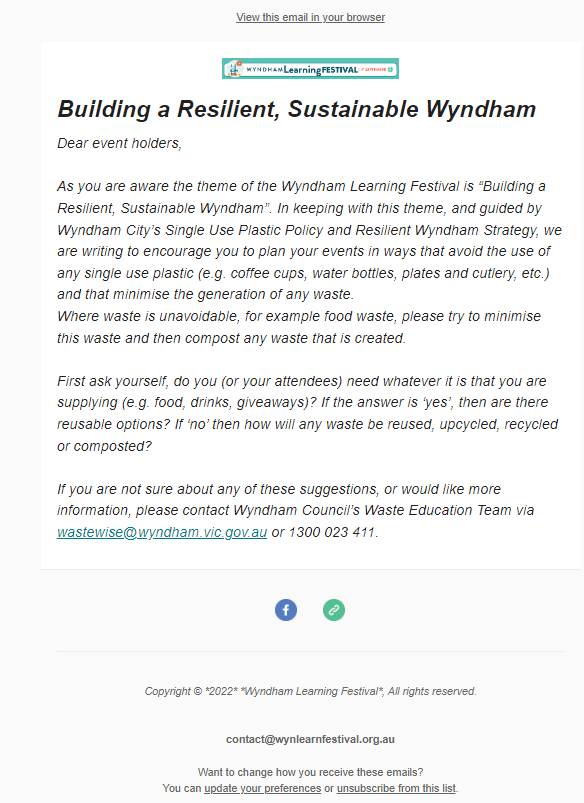 View this email in your browser
WYNDHAM Learning FESTIVAL
Building a Resilient, Sustainable Wyndham
Dear event holders,
As you are aware the theme of the Wyndham Learning Festival is “Building a
Resilient, Sustainable Wyndham”. In keeping with this theme, and guided by
Wyndham City’s Single Use Plastic Policy and Resilient Wyndham Strategy, we
are writing to encourage you to plan your events in ways that avoid the use of
any single use plastic (e.g. coffee cups, water bottles, plates and cutlery, etc.)
and that minimise the generation of any waste.
Where waste is unavoidable, for example food waste, please try to minimise
this waste and then compost any waste that is created.
First ask yourself, do you (or your attendees) need whatever it is that you are
supplying (e.g. food, drinks, giveaways)? If the answer is ‘yes’, then are there
reusable options? If ‘no’ then how will any waste be reused, upcycled, recycled
or composted?
If you are not sure about any of these suggestions, or would like more
information, please contact Wyndham Council’s Waste Education Team via
wastewise@wyndham.vic.gov.au or 1300 023 411.
Copyright © *2022* *Wyndham Learning Festival*, All rights reserved.
contact@wynlearnfestival.org.au
Want to change how you receive these emails?
You can update your preferences or unsubscribe from this list.